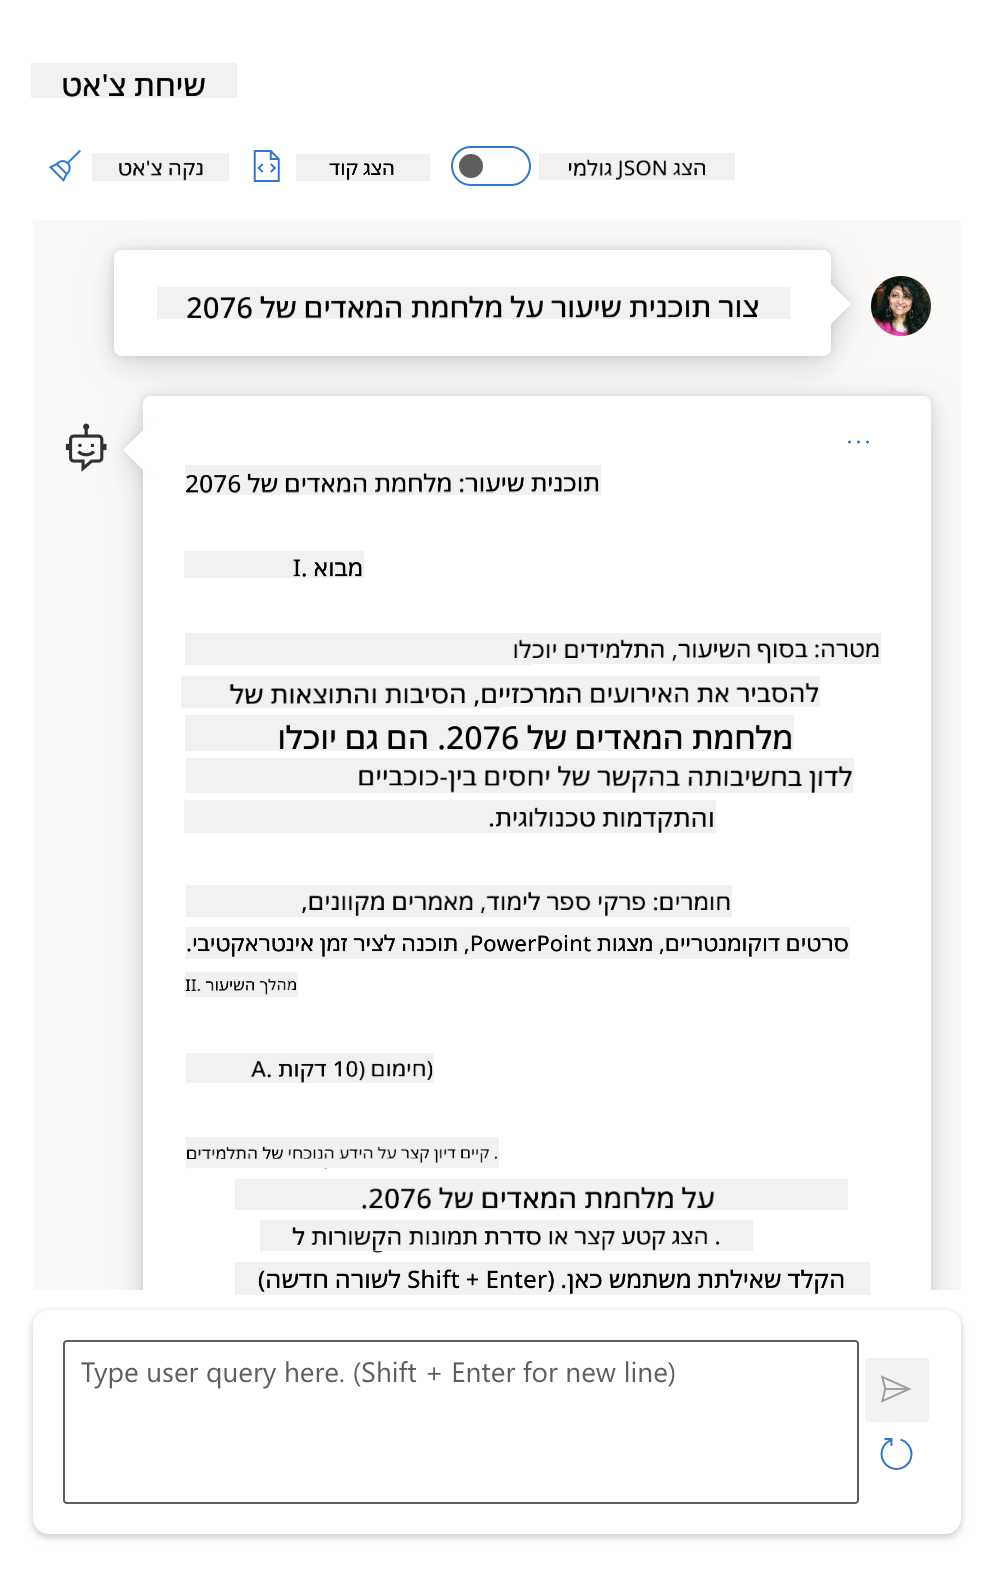 שיחת צ'אט
נקה צ'אט
הצג קוד
הצג JSON גולמי
צור תוכנית שיעור על מלחמת המאדים של 2076
תוכנית שיעור: מלחמת המאדים של 2076
I. מבוא
מטרה: בסוף השיעור, התלמידים יוכלו
להסביר את האירועים המרכזיים, הסיבות והתוצאות של
מלחמת המאדים של 2076. הם גם יוכלו
לדון בחשיבותה בהקשר של יחסים בין-כוכביים
והתקדמות טכנולוגית.
חומרים: פרקי ספר לימוד, מאמרים מקוונים,
סרטים דוקומנטריים, מצגות PowerPoint, תוכנה לציר זמן אינטראקטיבי.
II. מהלך השיעור
A. חימום (10 דקות)
. קיים דיון קצר על הידע הנוכחי של התלמידים
על מלחמת המאדים של 2076.
. הצג קטע קצר או סדרת תמונות הקשורות ל
הקלד שאילתת משתמש כאן. (Shift + Enter לשורה חדשה)
Type user query here. (Shift + Enter for new line)